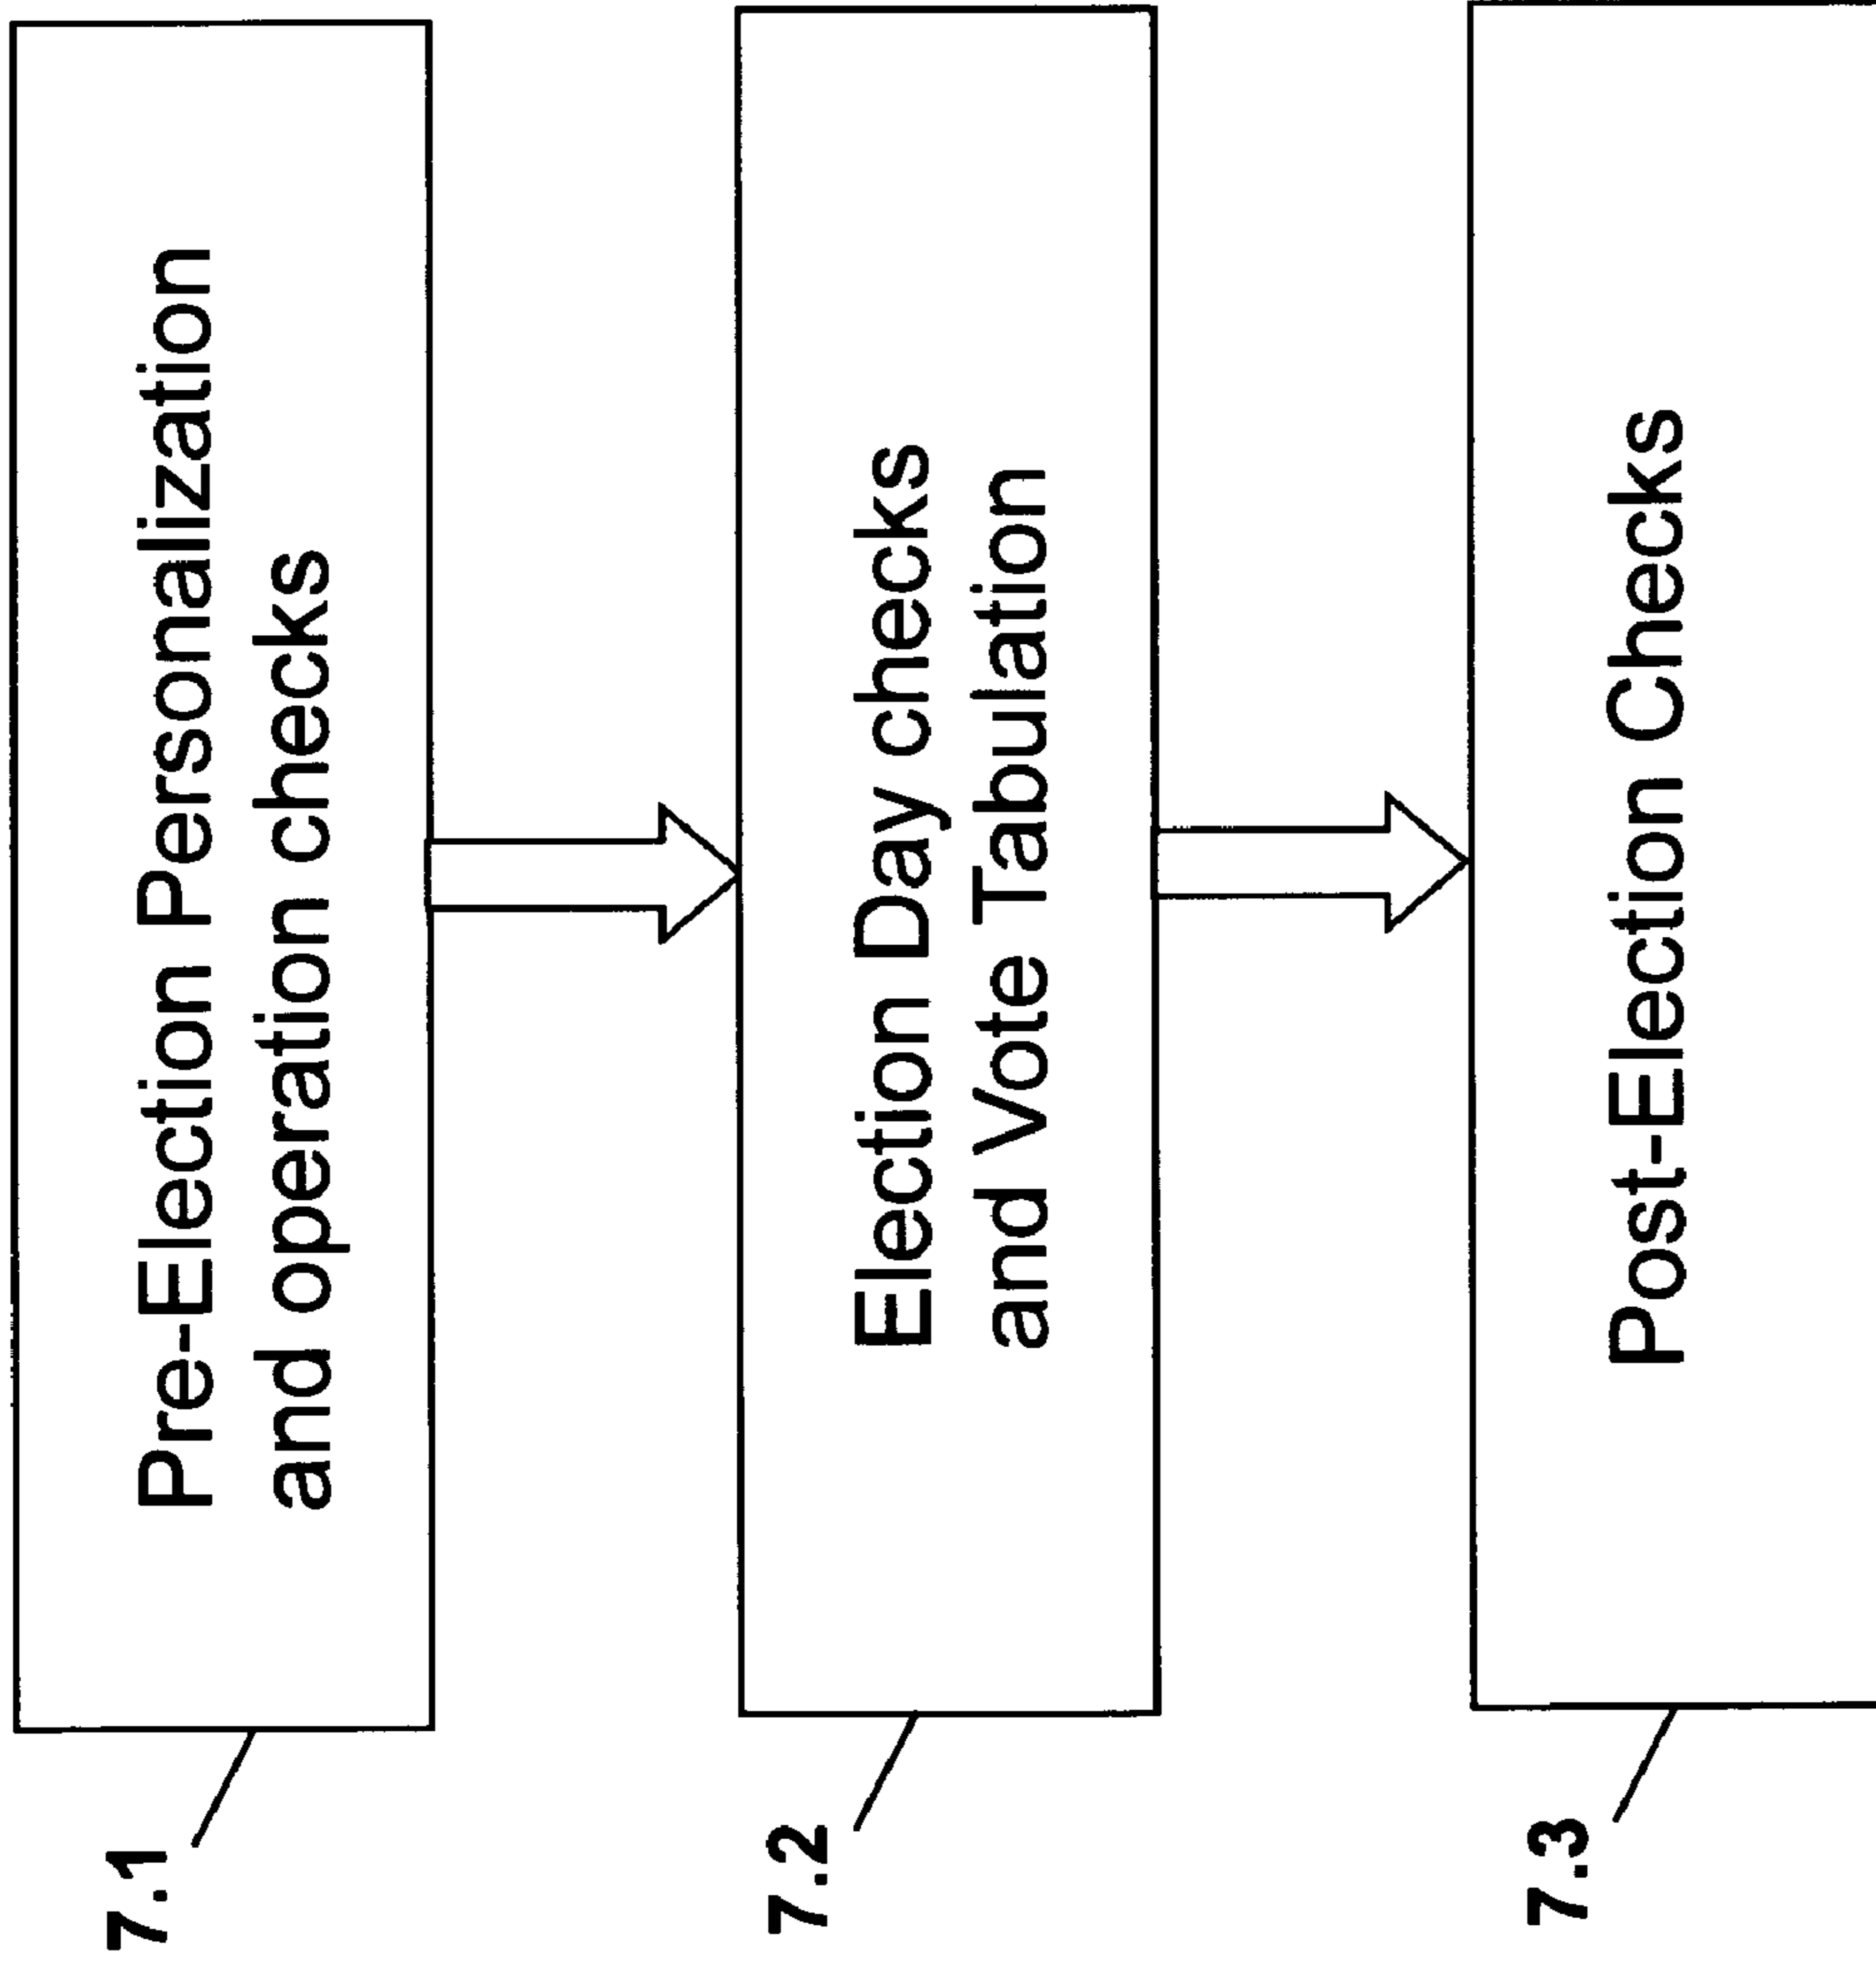 7.1
Pre-Election Personalization
and operation checks
7.2
Election Day checks
and Vote Tabulation
7.3
Post-Election Checks